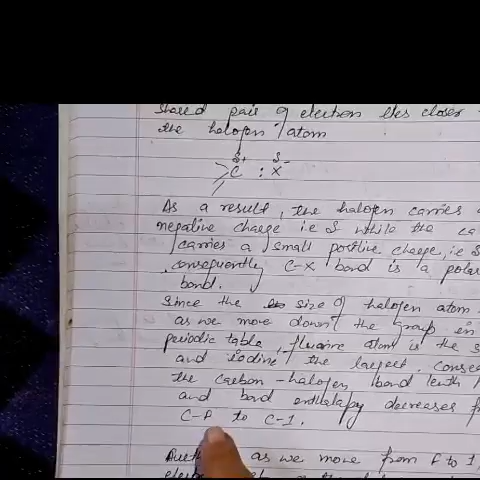 shared pair of electron lies closer
the halogen atom
δ+ δ-
C : X
As a result, the halogen carries
negative charge i.e δ while the
carries a small positive charge, i.e δ
consequently C-X bond is a polar
bond.
Since the size of halogen atom
as we move down the group in
periodic table, fluorine atom is the
and iodine the largest.
the carbon-halogen bond
and bond enthalapy decreases
C-F to C-I.
as we move from F to I,